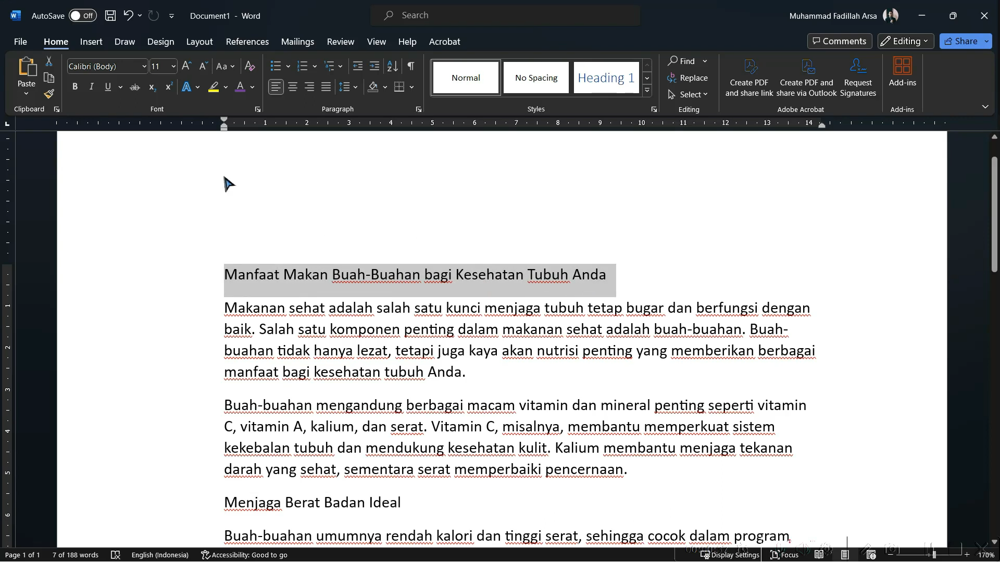 AutoSave Off Document1 - Word Search Muhammad Fadillah Arsa
File Home Insert Draw Design Layout References Mailings Review View Help Acrobat Comments Editing Share
Paste
Calibri (Body) 11
Normal No Spacing Heading 1
Find
Replace
Select
Create PDF and share link
Create PDF and share via Outlook
Request Signatures
Add-ins
Clipboard Font Paragraph Styles Editing Adobe Acrobat Add-ins
1 2 3 4 5 6 7 8 9 10 11 12 13 14
Manfaat Makan Buah-Buahan bagi Kesehatan Tubuh Anda
Makanan sehat adalah salah satu kunci menjaga tubuh tetap bugar dan berfungsi dengan
baik. Salah satu komponen penting dalam makanan sehat adalah buah-buahan. Buah-
buahan tidak hanya lezat, tetapi juga kaya akan nutrisi penting yang memberikan berbagai
manfaat bagi kesehatan tubuh Anda.
Buah-buahan mengandung berbagai macam vitamin dan mineral penting seperti vitamin
C, vitamin A, kalium, dan serat. Vitamin C, misalnya, membantu memperkuat sistem
kekebalan tubuh dan mendukung kesehatan kulit. Kalium membantu menjaga tekanan
darah yang sehat, sementara serat memperbaiki pencernaan.
Menjaga Berat Badan Ideal
Buah-buahan umumnya rendah kalori dan tinggi serat, sehingga cocok dalam program
1
2
3
4
5
6
Page 1 of 1 7 of 188 words English (Indonesia) Accessibility: Good to go Display Settings Focus 170%